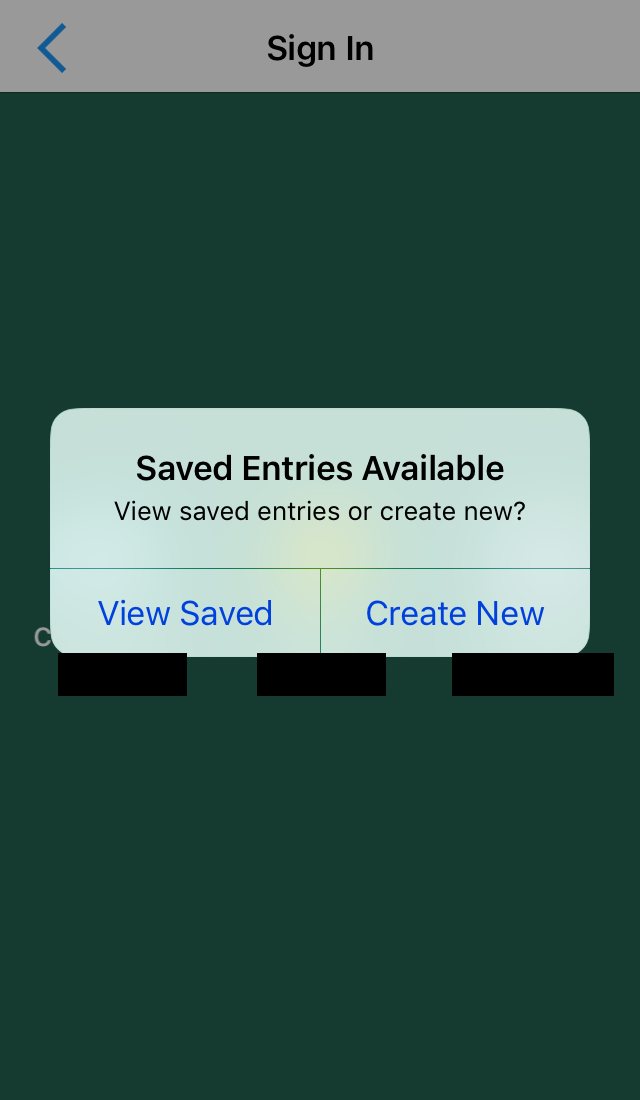 Sign In
Saved Entries Available
View saved entries or create new?
View Saved
Create New